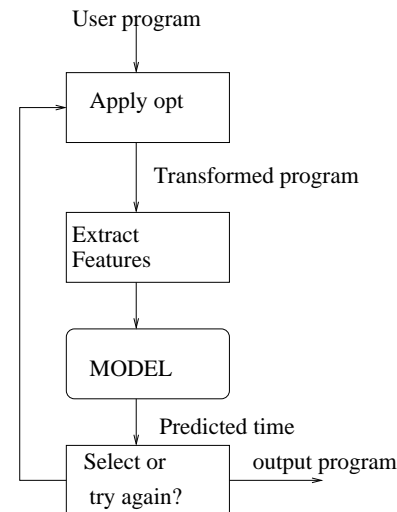 User program
Apply opt
Transformed program
Extract
Features
MODEL
Predicted time
Select or
output program
try again?